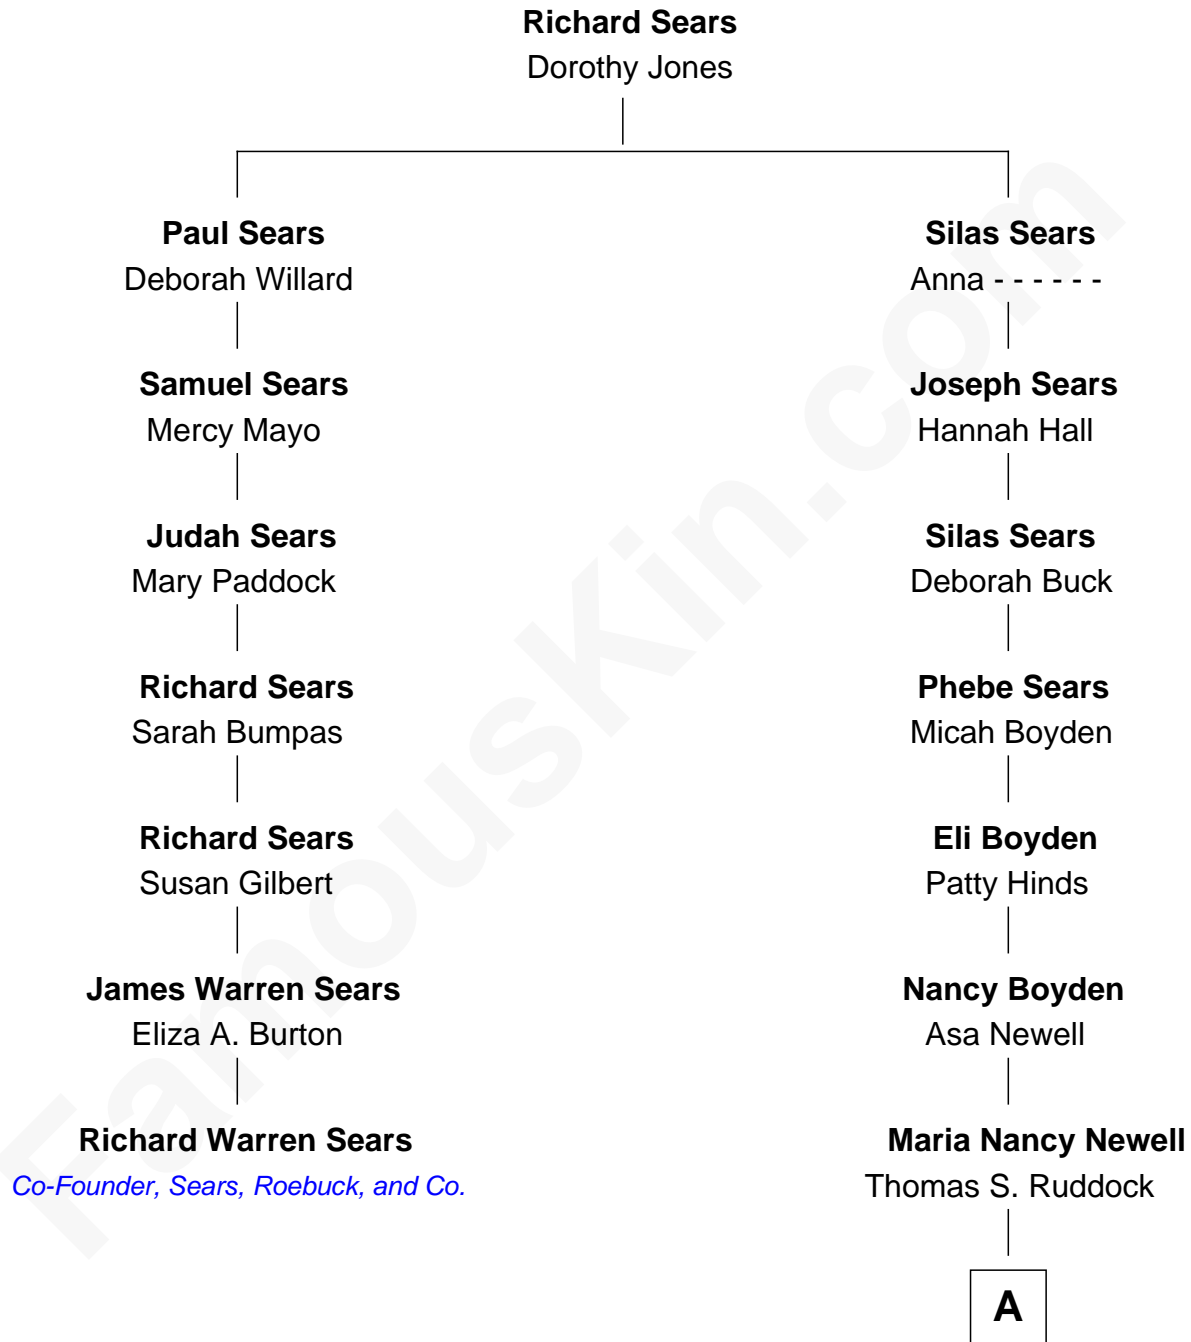 Richard Sears
Dorothy Jones
Paul Sears
Deborah Willard
Silas Sears
Anna - - - - - -
Samuel Sears
Mercy Mayo
Joseph Sears
Hannah Hall
Judah Sears
Mary Paddock
Silas Sears
Deborah Buck
Richard Sears
Sarah Bumpas
Phebe Sears
Micah Boyden
Richard Sears
Susan Gilbert
Eli Boyden
Patty Hinds
James Warren Sears
Eliza A. Burton
Nancy Boyden
Asa Newell
Richard Warren Sears
Co-Founder, Sears, Roebuck, and Co.
Maria Nancy Newell
Thomas S. Ruddock
A
FamousKin.com